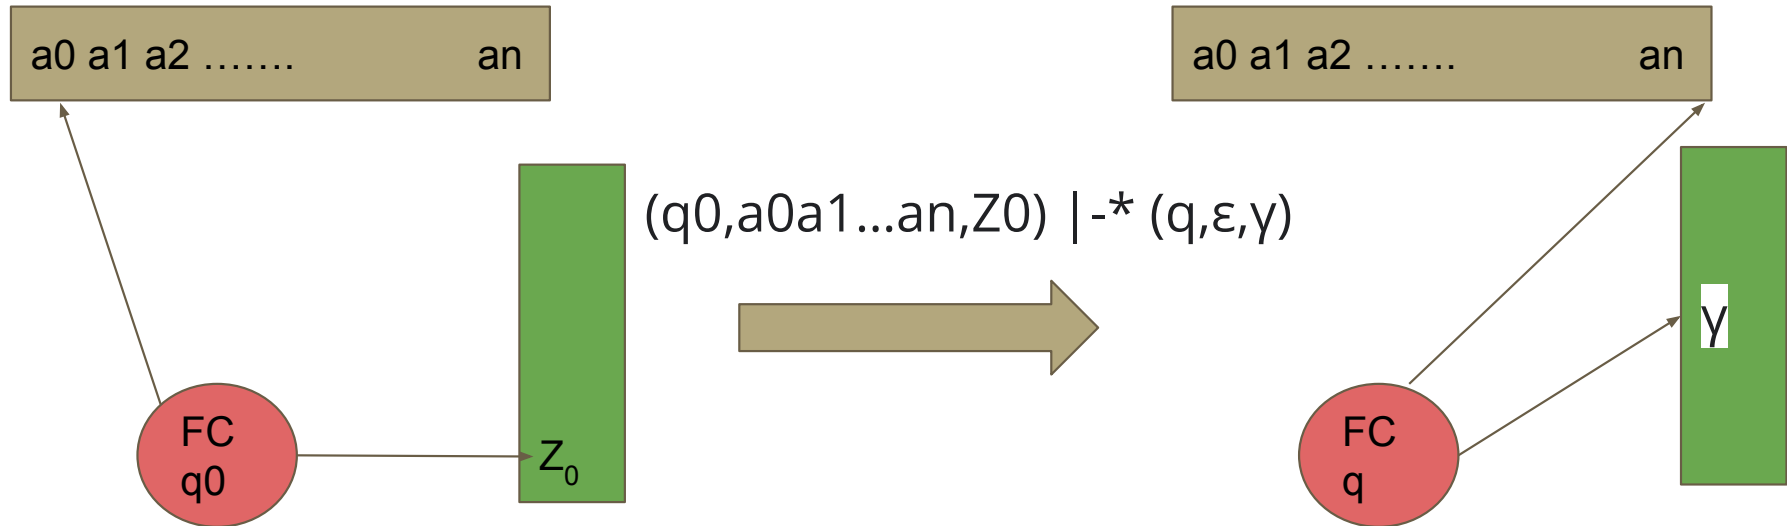 a0 a1 a2 ……. an
a0 a1 a2 ……. an
(q0,a0a1...an,Z0) |-* (q,ε,γ)
γ
FC
q0
Z₀
FC
q